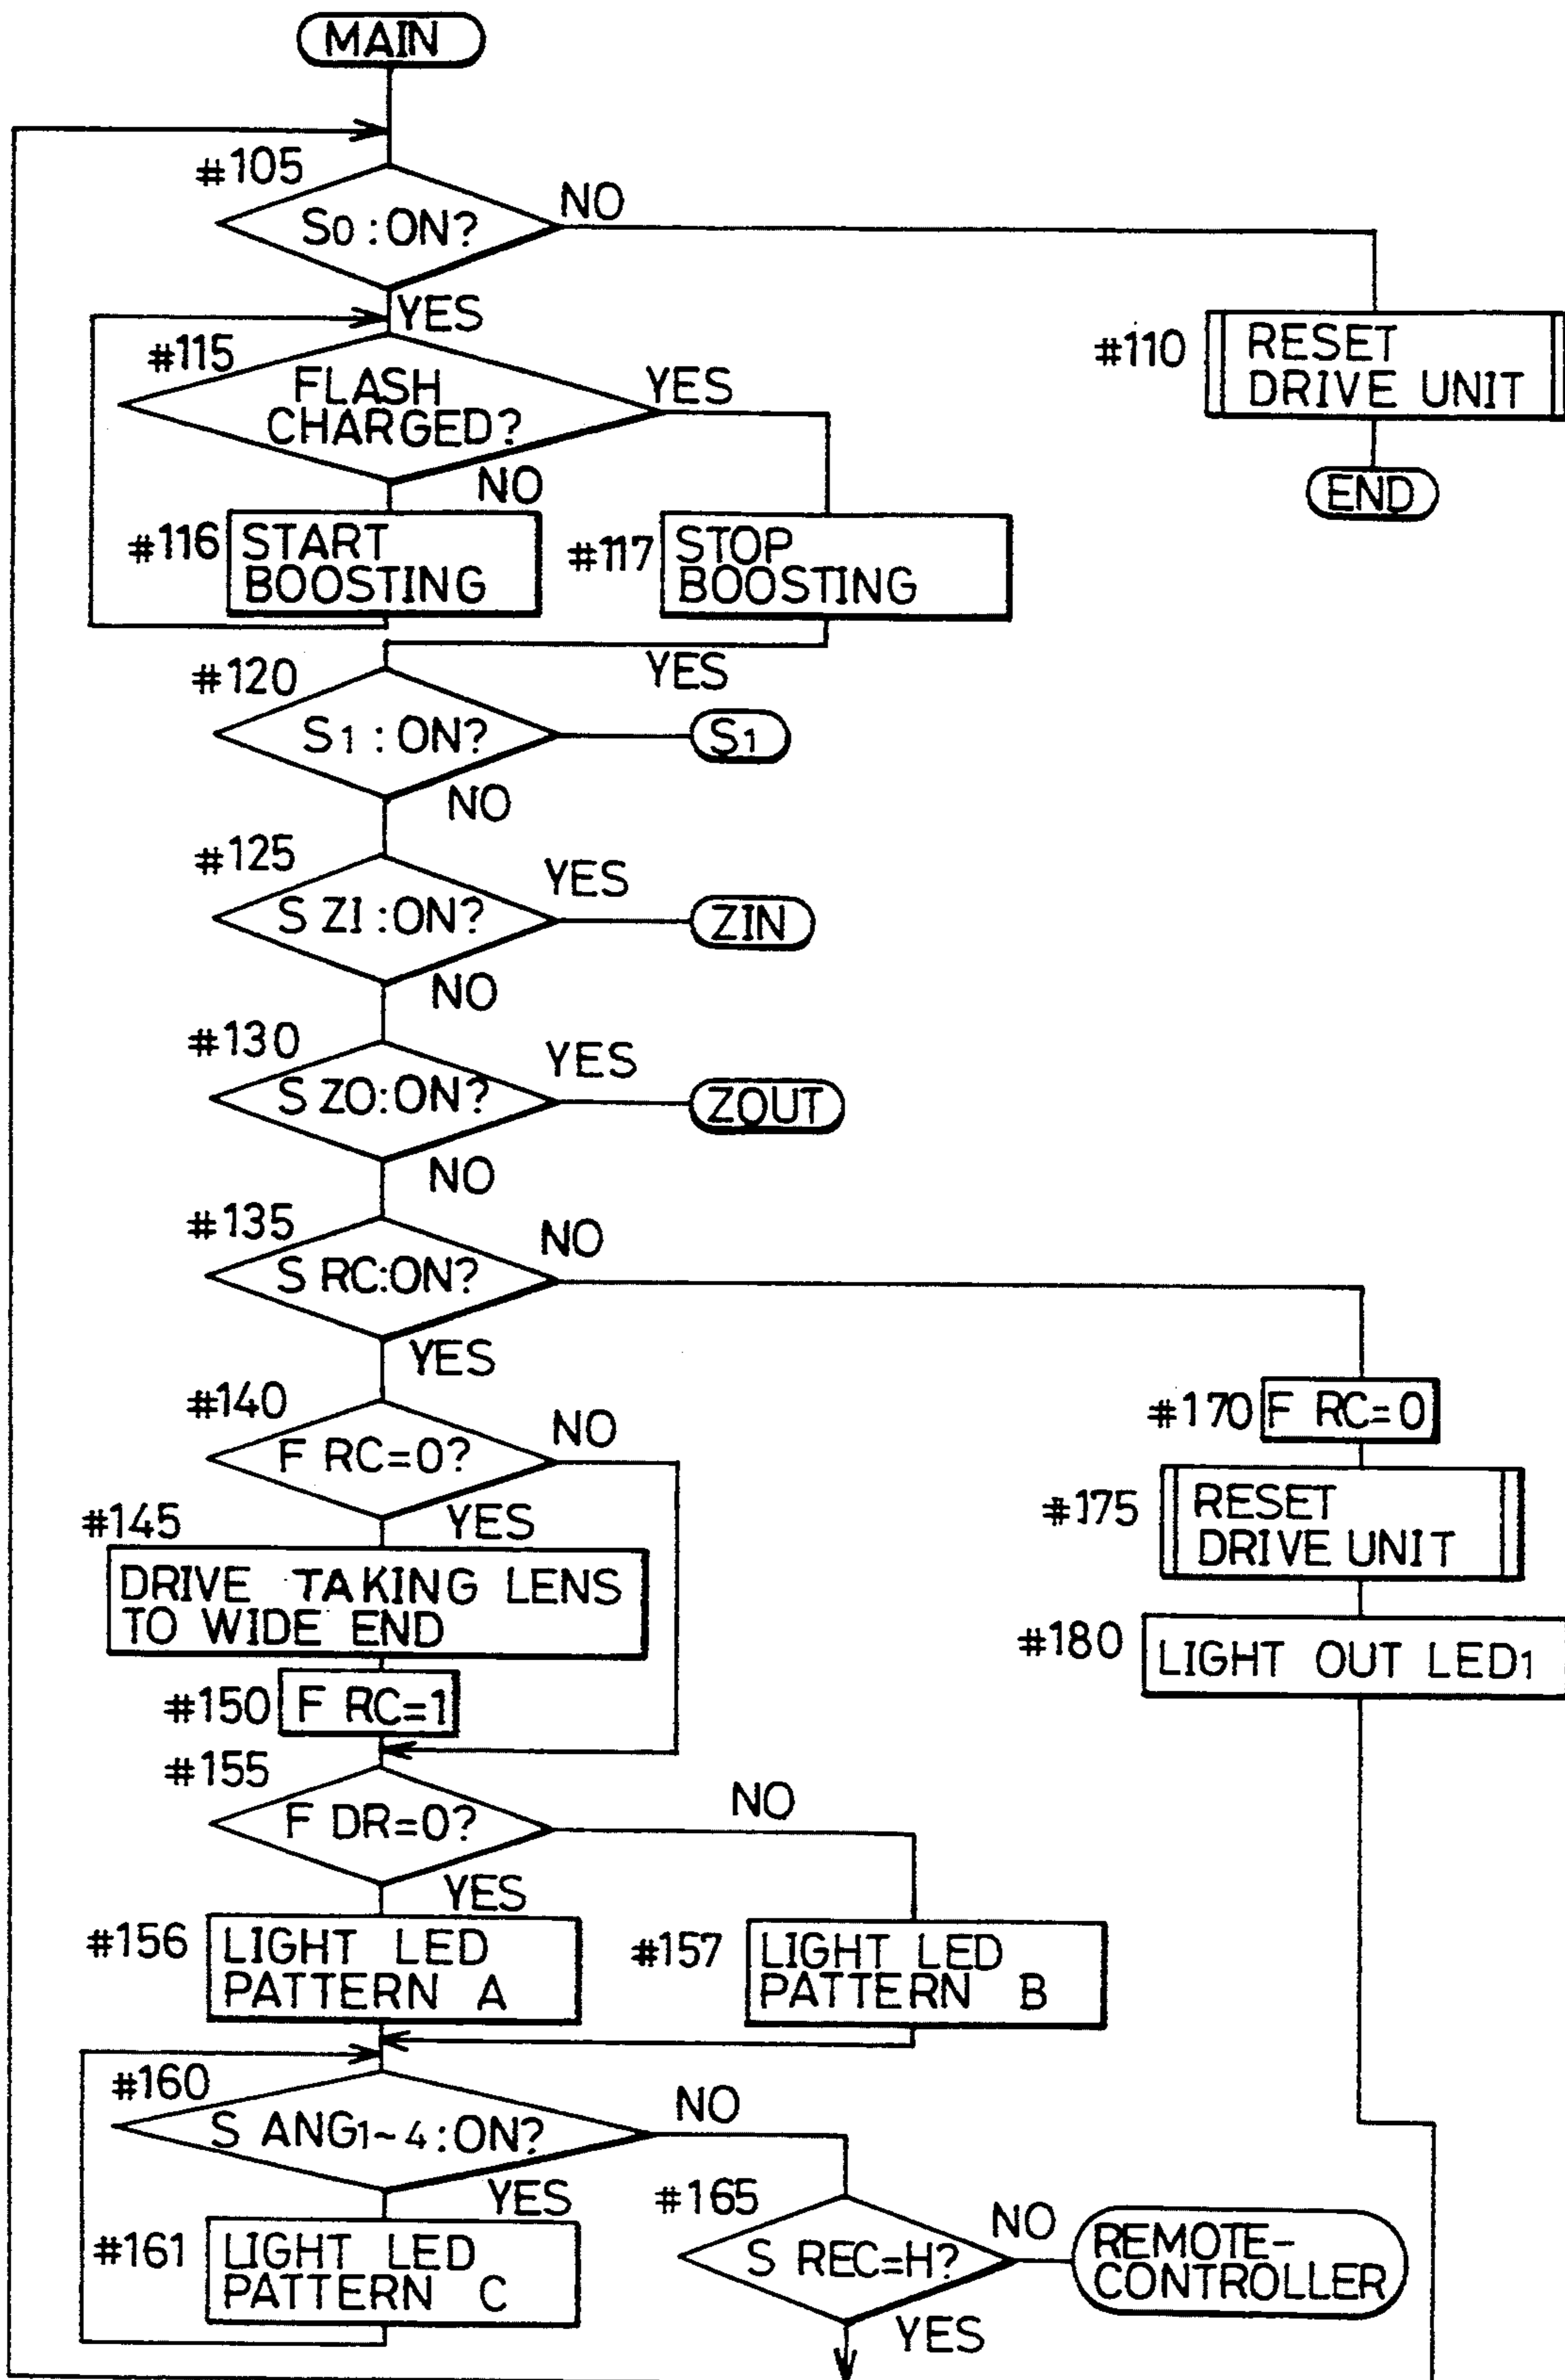 MAIN
#105
S0 : ON?
NO
YES
#110
RESET
DRIVE UNIT
END
#115
FLASH
CHARGED?
YES
NO
#116
START
BOOSTING
#117
STOP
BOOSTING
#120
S1 : ON?
YES
S1
NO
#125
S ZI :ON?
YES
ZIN
NO
#130
S ZO:ON?
YES
ZOUT
NO
#135
S RC:ON?
NO
YES
#140
F RC=0?
NO
YES
#145
DRIVE TAKING LENS
TO WIDE END
#150
F RC=1
#170
F RC=0
#175
RESET
DRIVE UNIT
#180
LIGHT OUT LED1
#155
F DR=0?
NO
YES
#156
LIGHT LED
PATTERN A
#157
LIGHT LED
PATTERN B
#160
S ANG1~4:ON?
NO
YES
#161
LIGHT LED
PATTERN C
#165
S REC=H?
NO
REMOTE-
CONTROLLER
YES